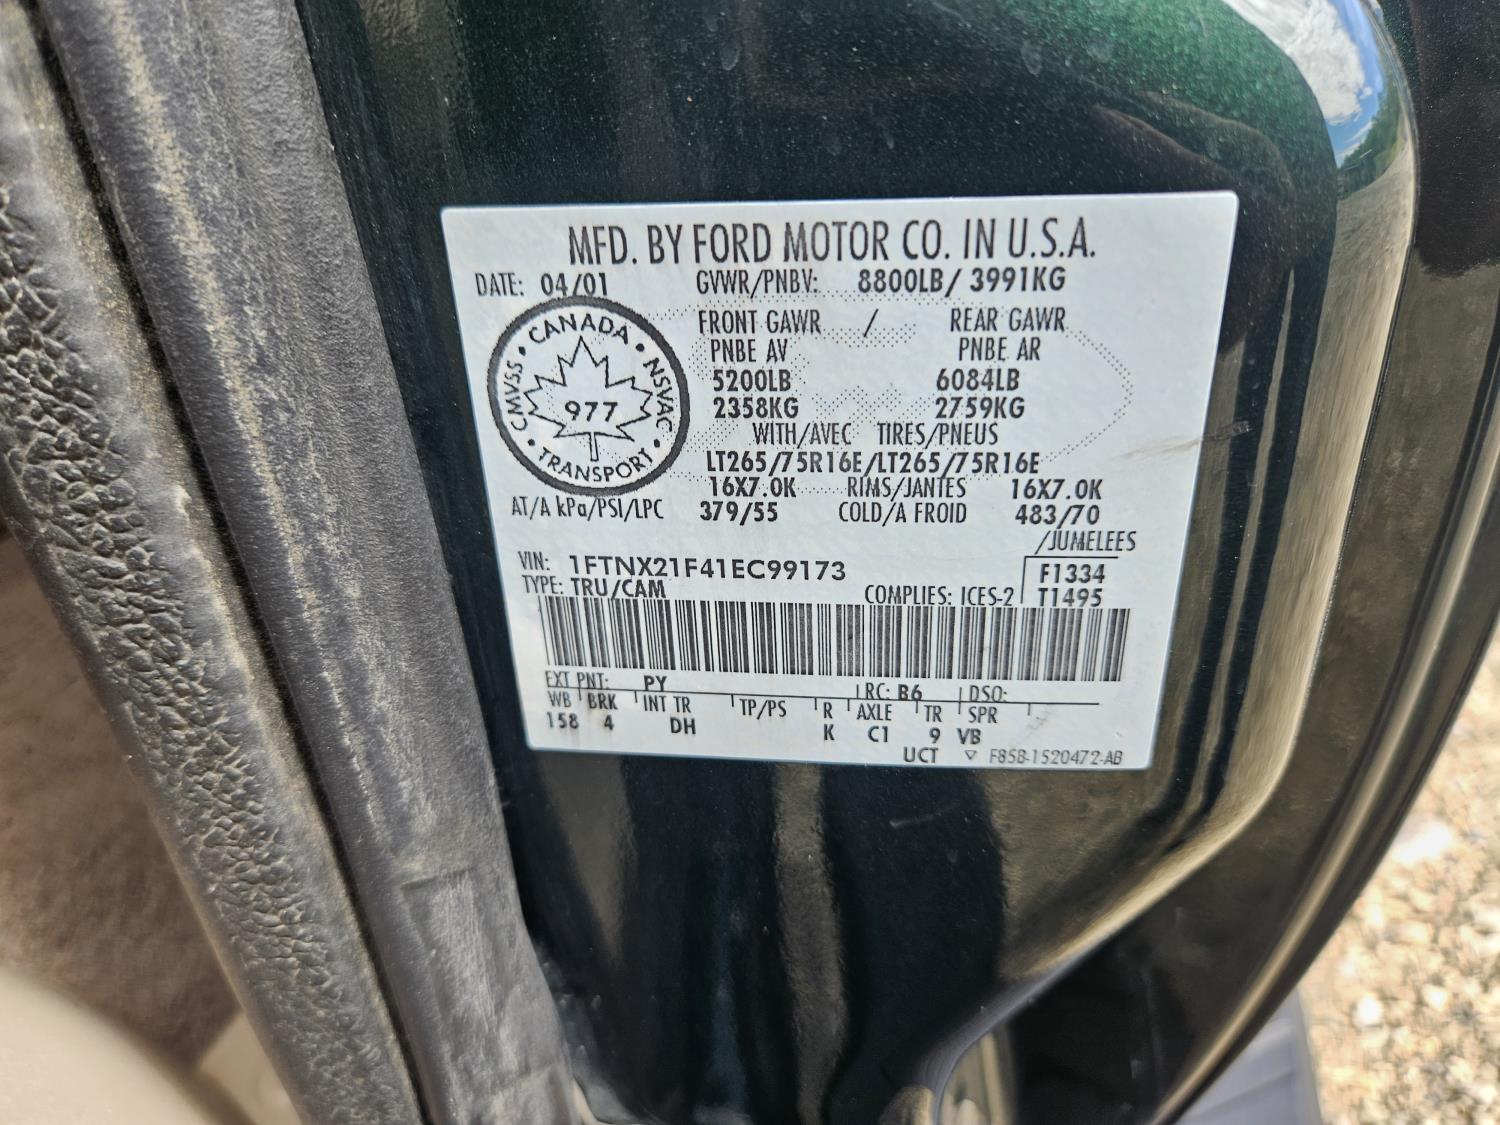 MFD. BY FORD MOTOR CO. IN U.S.A.
DATE: 04/01 GVWR/PNBV: 8800LB/ 3991KG
CANADA
NSVAC
TRANSPORT
CMVSS
977
FRONT GAWR / REAR GAWR
PNBE AV PNBE AR
5200LB 6084LB
2358KG 2759KG
WITH/AVEC TIRES/PNEUS
LT265/75R16E/LT265/75R16E
16X7.0K RIMS/JANTES 16X7.0K
AT/A kPa/PSI/LPC 379/55 COLD/A FROID 483/70
/JUMELEES
VIN: 1FTNX21F41EC99173 F1334
TYPE: TRU/CAM COMPLIES: ICES-2 T1495
EXT PNT: PY RC: B6 DSO:
WB BRK INT TR TP/PS R AXLE TR SPR
158 4 DH K C1 9 VB
UCT ▽ F85B-1520472-AB